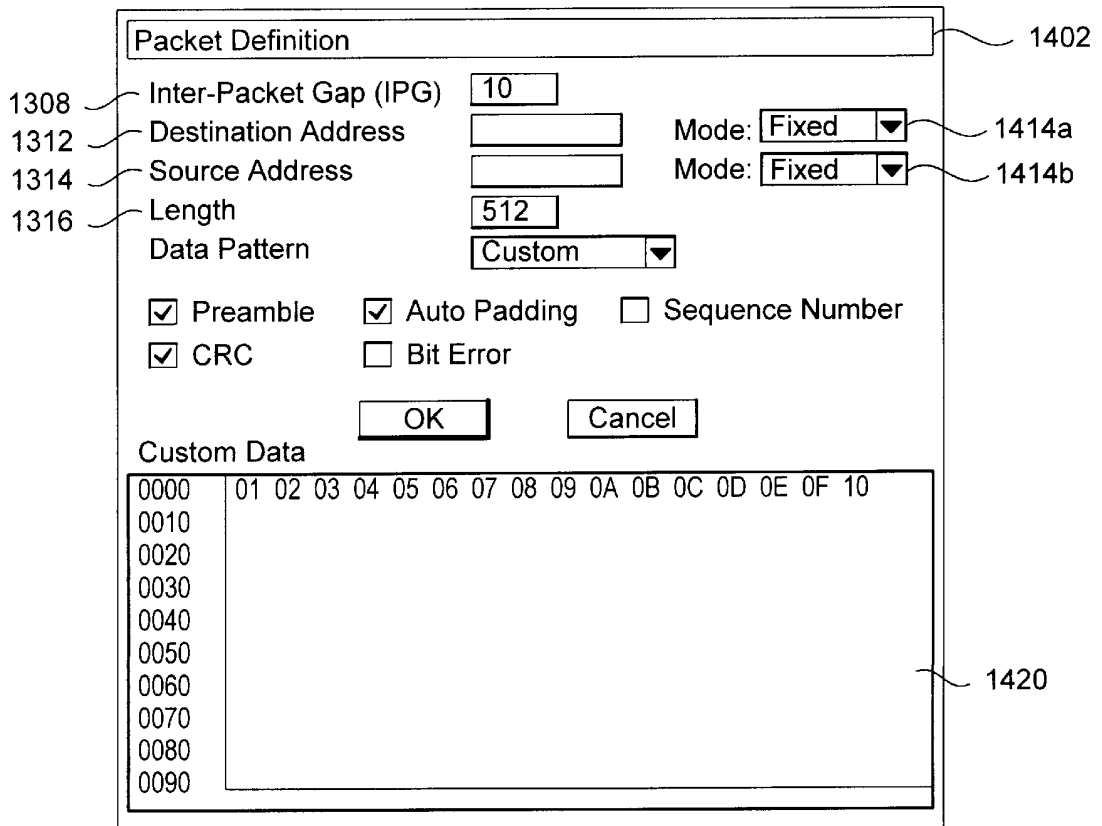 Packet Definition 1402
1308 Inter-Packet Gap (IPG) 10
1312 Destination Address Mode: Fixed 1414a
1314 Source Address Mode: Fixed 1414b
1316 Length 512
Data Pattern Custom
Preamble Auto Padding Sequence Number
CRC Bit Error
OK Cancel
Custom Data
0000 01 02 03 04 05 06 07 08 09 0A 0B 0C 0D 0E 0F 10
0010
0020
0030
0040
0050
0060 1420
0070
0080
0090